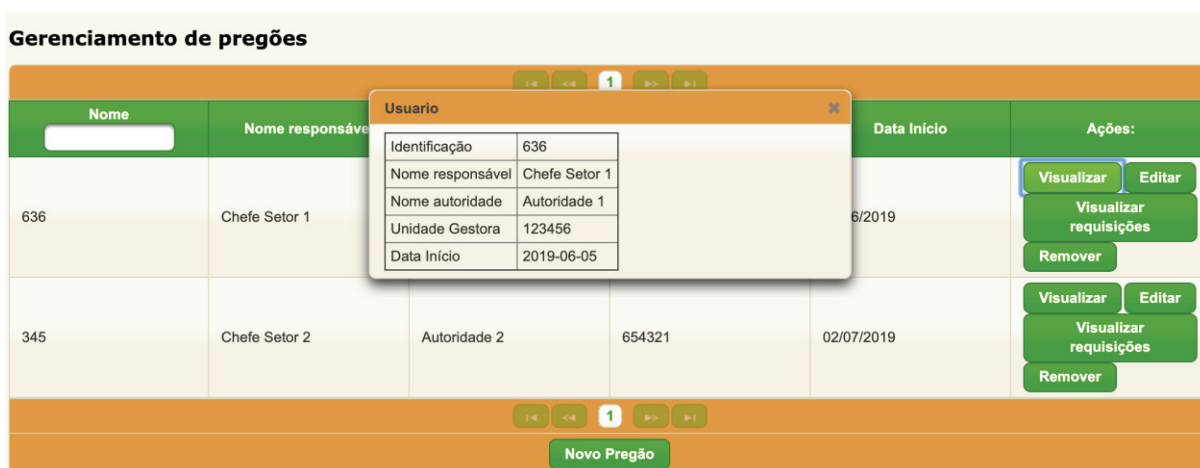 Gerenciamento de pregões
1
Usuario
Nome
Nome responsáve
Data Início
Ações:
Identificação 636
Nome responsável Chefe Setor 1
Nome autoridade Autoridade 1
Unidade Gestora 123456
Data Início 2019-06-05
636 Chefe Setor 1 6/2019
Visualizar Editar
Visualizar
requisições
Remover
345 Chefe Setor 2 Autoridade 2 654321 02/07/2019
Visualizar Editar
Visualizar
requisições
Remover
1
Novo Pregão